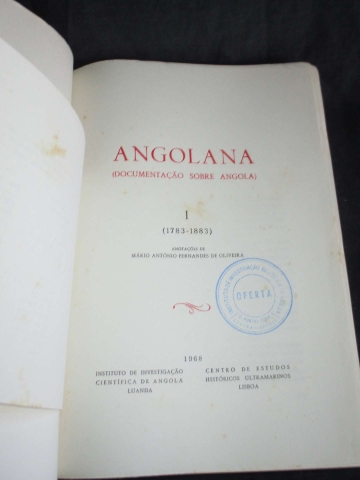 ANGOLANA
(DOCUMENTAÇÃO SOBRE ANGOLA)
I
(1783-1883)
ANOTAÇÕES DE
MÁRIO ANTÓNIO FERNANDES DE OLIVEIRA
OFERTA
1968
INSTITUTO DE INVESTIGAÇÃO
CIENTÍFICA DE ANGOLA
LUANDA
CENTRO DE ESTUDOS
HISTÓRICOS ULTRAMARINOS
LISBOA